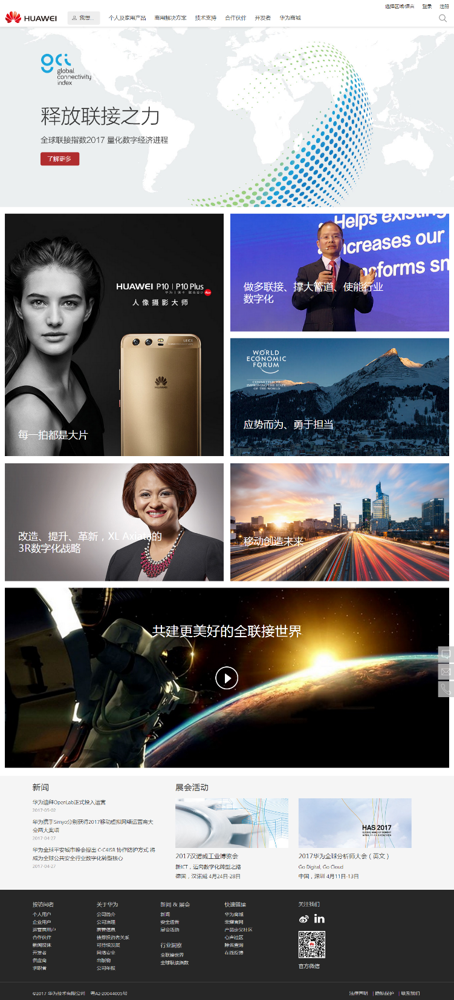 选择区域/语言 登录 注册
HUAWEI 我想... 个人及家用产品 商用解决方案 技术支持 合作伙伴 开发者 华为商城
gci
global
connectivity
index
释放联接之力
全球联接指数2017 量化数字经济进程
了解更多
HUAWEI P10 | P10 Plus
人像摄影大师
LEICA
HUAWEI
每一拍都是大片
Helps existing
increases our
nsforms sm
做多联接、撑大管道、使能行业
数字化
WORLD
ECONOMIC
FORUM
COMMITTED TO
IMPROVING THE STATE
OF THE WORLD
应势而为、勇于担当
改造、提升、革新，XL Axiata的
3R数字化战略
移动创造未来
共建更美好的全联接世界
新闻
华为迪拜OpenLab正式投入运营
2017-05-02
华为携手Simyo分别获得2017移动虚拟网络运营商大
会两大奖项
2017-04-27
华为全球平安城市峰会提出 C-C4ISR 协作防护方式 将
成为全球公共安全行业数字化转型核心
2017-04-27
展会活动
2017汉诺威工业博览会
新ICT，迈向数字化转型之路
德国，汉诺威 4月24日-28日
HAS 2017
GLOBAL ANALYST SUMMIT
APRIL 11-13 SHENZHEN
2017华为全球分析师大会（英文）
Go Digital, Go Cloud
中国，深圳 4月11日-13日
按访问者
个人用户
企业用户
运营商用户
合作伙伴
新闻媒体
开发者
供应商
求职者
关于华为
公司简介
公司治理
高管信息
债券投资者关系
可持续发展
网络安全
出版物
公司年报
新闻 & 展会
新闻
安全通告
展会活动
行业洞察
全联接世界
全球联接指数
快速链接
华为商城
荣耀官网
产品定义社区
心声社区
除名查询
在线反馈
关注我们
官方微信
©2017 华为技术有限公司 粤A2-20044005号
法律声明 | 隐私保护 | 联系我们